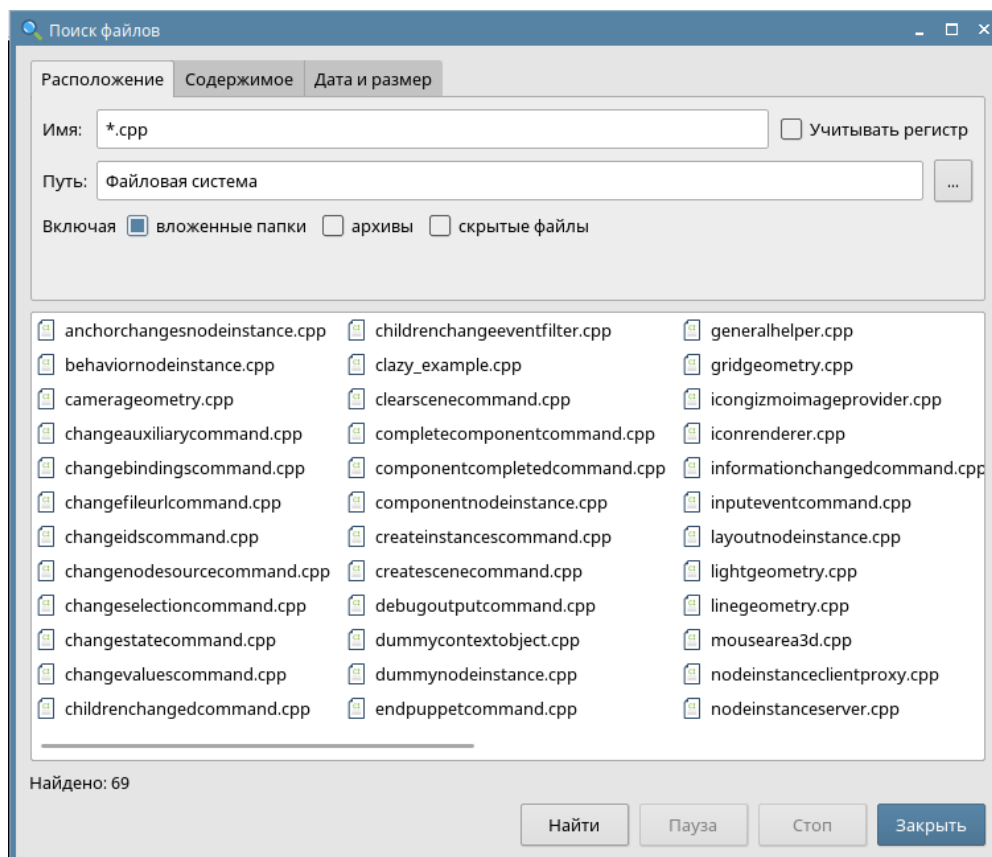 Поиск файлов
Расположение Содержимое Дата и размер
Имя: *.cpp Учитывать регистр
Путь: Файловая система ...
Включая вложенные папки архивы скрытые файлы
anchorchangesnodeinstance.cpp childrenchangeeventfilter.cpp generalhelper.cpp
behaviornodeinstance.cpp clazy_example.cpp gridgeometry.cpp
camerageometry.cpp clearscenecommand.cpp icongizmoimageprovider.cpp
changeauxiliarycommand.cpp completecomponentcommand.cpp iconrenderer.cpp
changebindingscommand.cpp componentcompletedcommand.cpp informationchangedcommand.cpp
changefileurlcommand.cpp componentnodeinstance.cpp inputeventcommand.cpp
changeidscommand.cpp createinstancescommand.cpp layoutnodeinstance.cpp
changenodesourcecommand.cpp createscenecommand.cpp lightgeometry.cpp
changeselectioncommand.cpp debugoutputcommand.cpp linegeometry.cpp
changestatecommand.cpp dummycontextobject.cpp mousearea3d.cpp
changevaluescommand.cpp dummynodeinstance.cpp nodeinstanceclientproxy.cpp
childrenchangedcommand.cpp endpuppetcommand.cpp nodeinstanceserver.cpp
Найдено: 69
Найти Пауза Стоп Закрыть